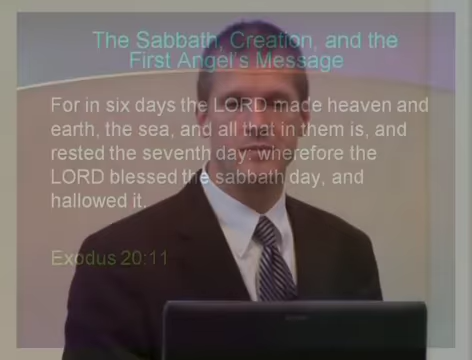 The Sabbath, Creation, and the
First Angel's Message
For in six days the LORD made heaven and
earth, the sea, and all that in them is, and
rested the seventh day: wherefore the
LORD blessed the sabbath day, and
hallowed it.
Exodus 20:11